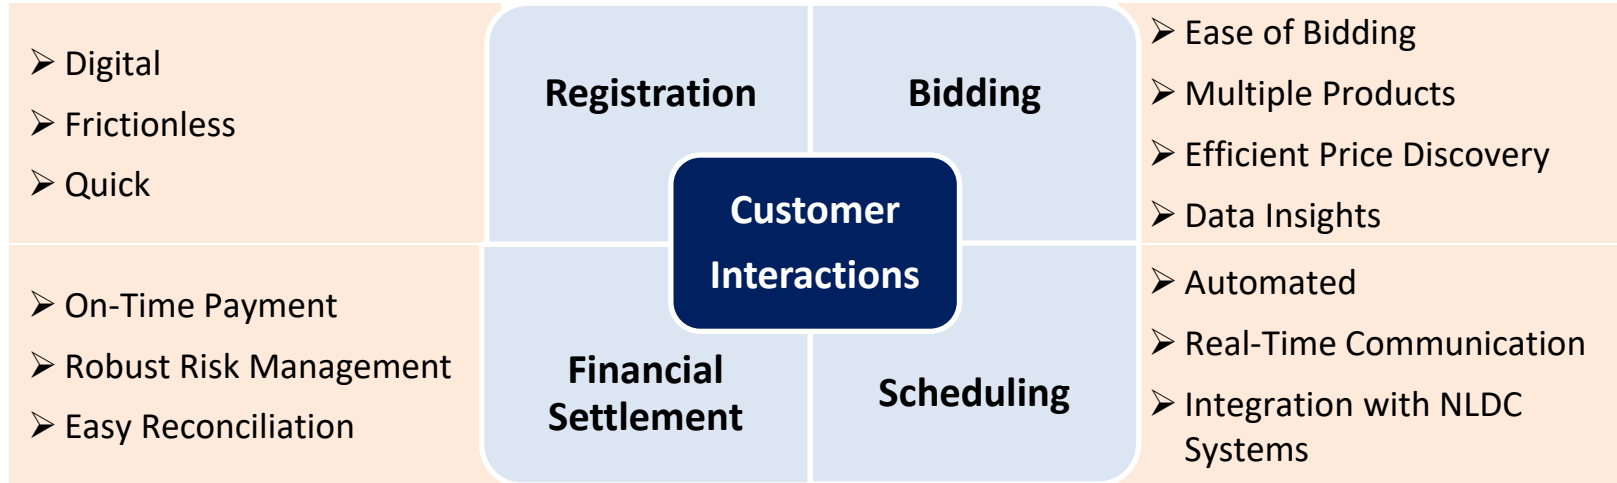 ➢ Digital
➢ Frictionless
➢ Quick
Registration
Bidding
➢ Ease of Bidding
➢ Multiple Products
➢ Efficient Price Discovery
➢ Data Insights
Customer
Interactions
➢ On-Time Payment
➢ Robust Risk Management
➢ Easy Reconciliation
Financial
Settlement
Scheduling
➢ Automated
➢ Real-Time Communication
➢ Integration with NLDC
Systems